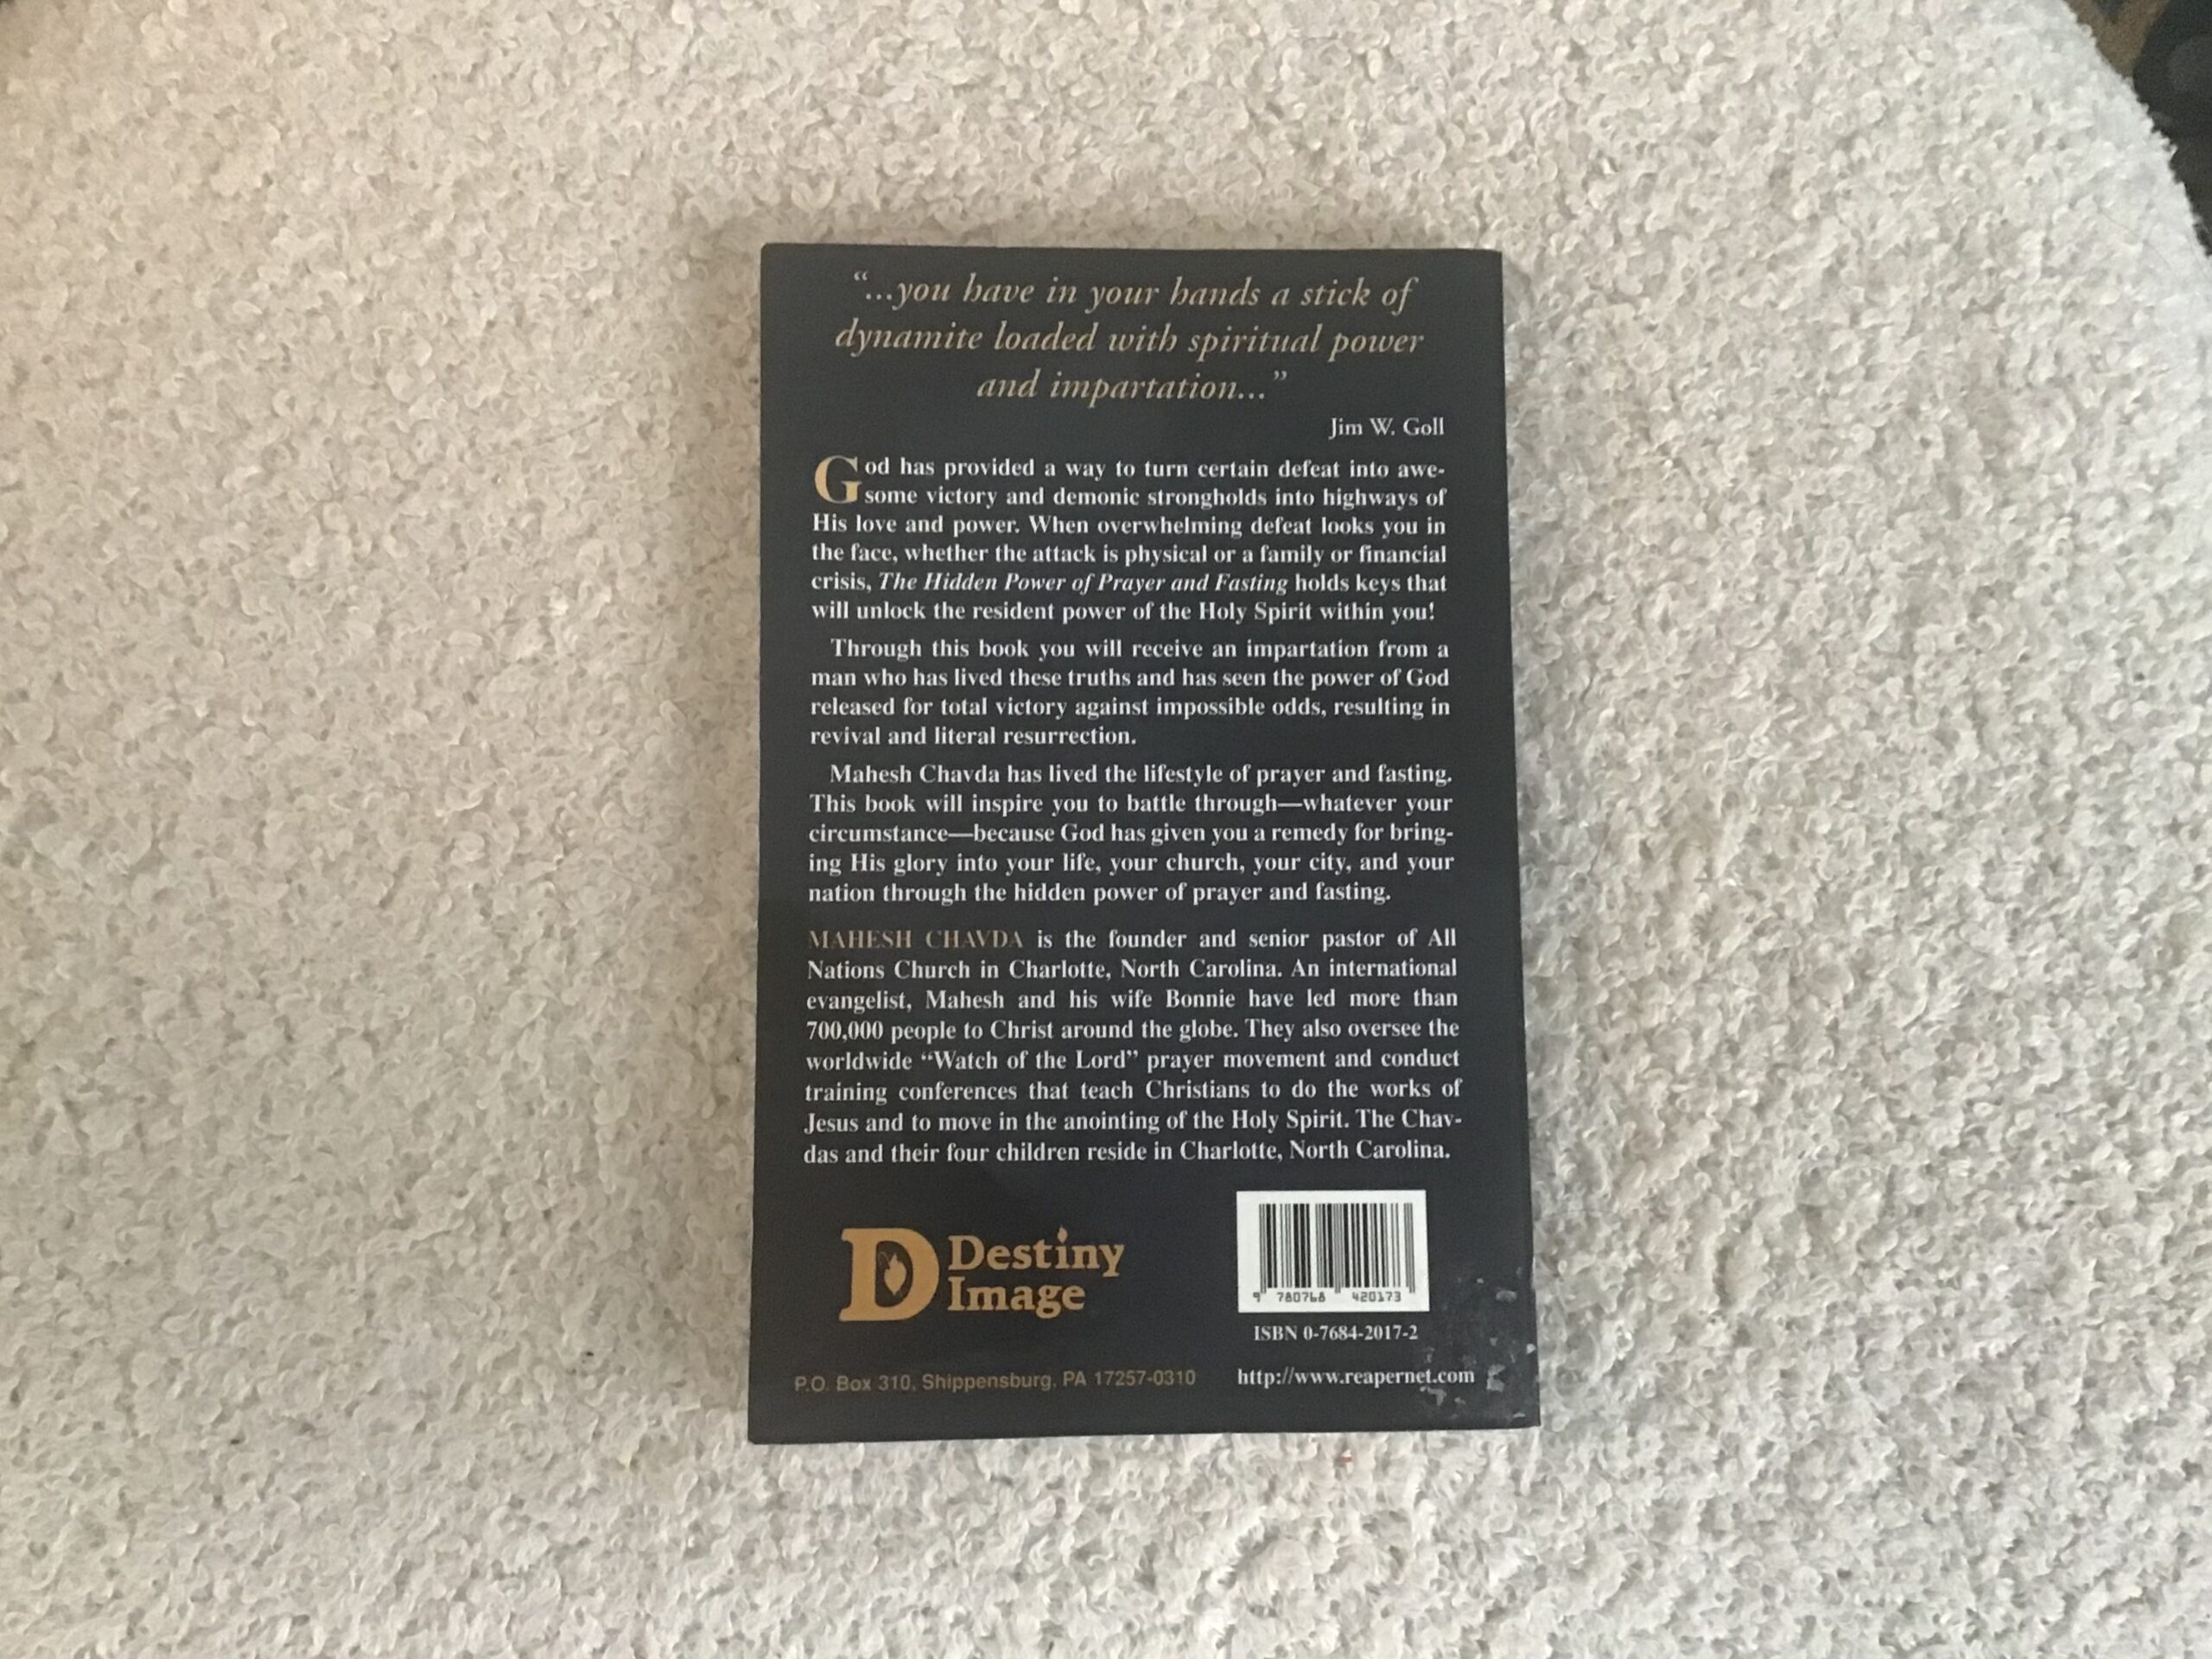 “...you have in your hands a stick of
dynamite loaded with spiritual power
and impartation...”
Jim W. Goll
God has provided a way to turn certain defeat into awe-
some victory and demonic strongholds into highways of
His love and power. When overwhelming defeat looks you in
the face, whether the attack is physical or a family or financial
crisis, The Hidden Power of Prayer and Fasting holds keys that
will unlock the resident power of the Holy Spirit within you!
Through this book you will receive an impartation from a
man who has lived these truths and has seen the power of God
released for total victory against impossible odds, resulting in
revival and literal resurrection.
Mahesh Chavda has lived the lifestyle of prayer and fasting.
This book will inspire you to battle through—whatever your
circumstance—because God has given you a remedy for bring-
ing His glory into your life, your church, your city, and your
nation through the hidden power of prayer and fasting.
MAHESH CHAVDA is the founder and senior pastor of All
Nations Church in Charlotte, North Carolina. An international
evangelist, Mahesh and his wife Bonnie have led more than
700,000 people to Christ around the globe. They also oversee the
worldwide “Watch of the Lord” prayer movement and conduct
training conferences that teach Christians to do the works of
Jesus and to move in the anointing of the Holy Spirit. The Chav-
das and their four children reside in Charlotte, North Carolina.
D Destiny
Image
9 780768 420173
ISBN 0-7684-2017-2
P.O. Box 310, Shippensburg, PA 17257-0310
http://www.reapernet.com